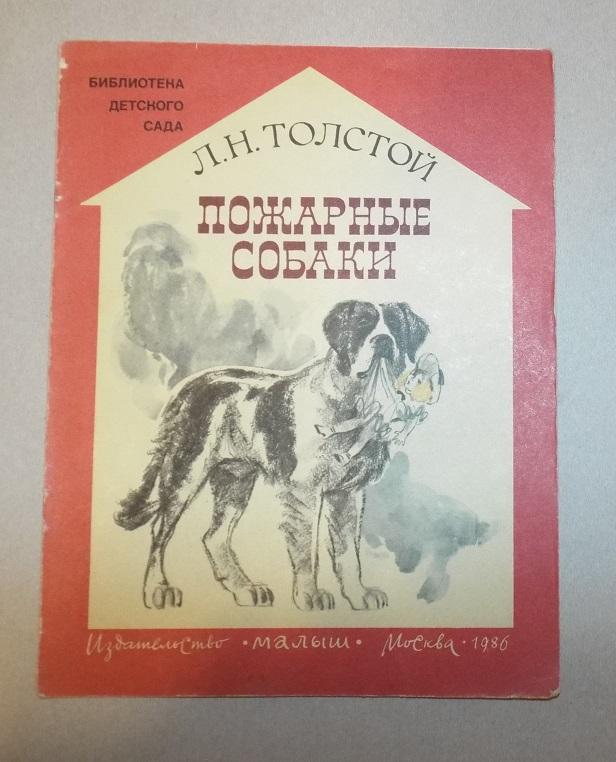 БИБЛИОТЕКА
ДЕТСКОГО
САДА
Л.Н.ТОЛСТОЙ
ПОЖАРНЫЕ
СОБАКИ
Издательство • малыш • Москва • 1986